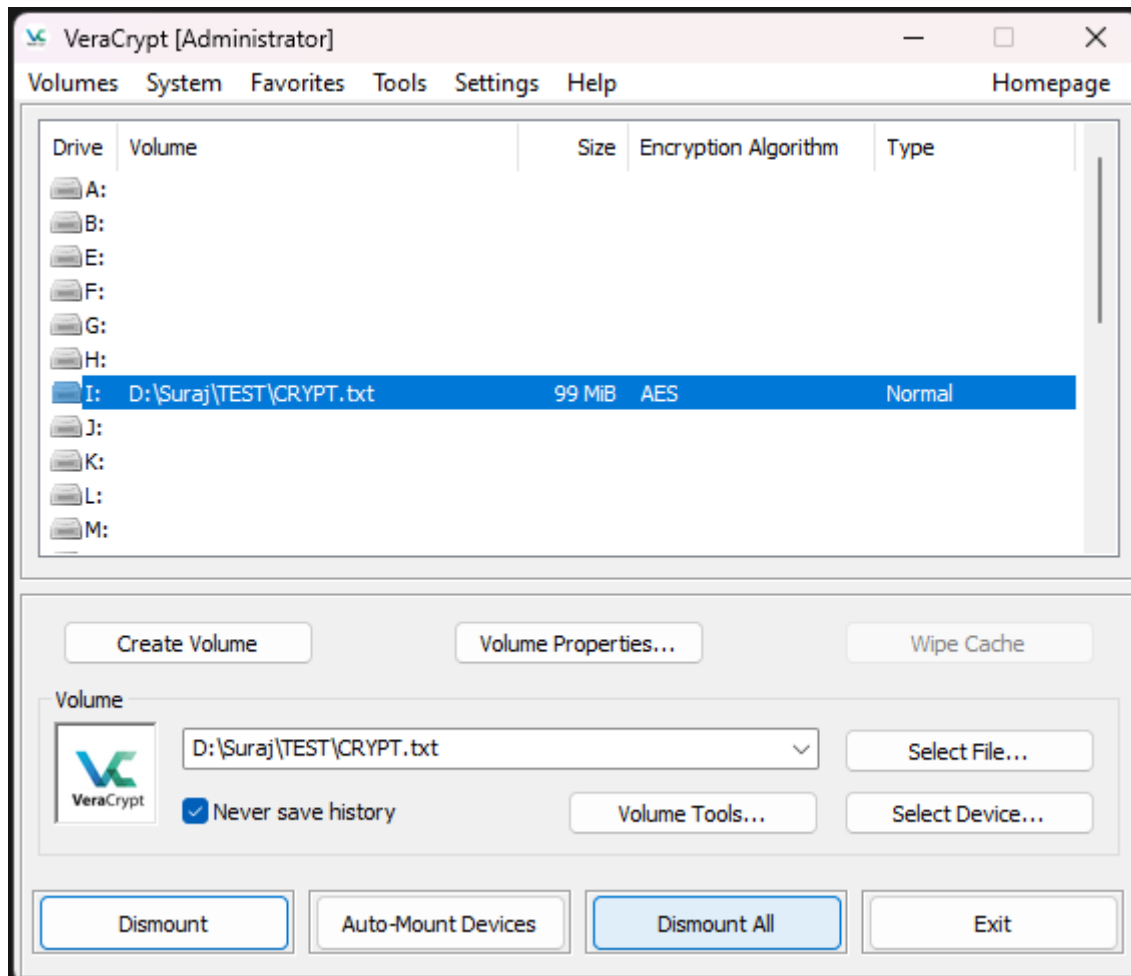 VeraCrypt [Administrator]
Volumes System Favorites Tools Settings Help Homepage
Drive Volume Size Encryption Algorithm Type
A:
B:
E:
F:
G:
H:
I: D:\Suraj\TEST\CRYPT.txt 99 MiB AES Normal
J:
K:
L:
M:
Create Volume Volume Properties... Wipe Cache
Volume
D:\Suraj\TEST\CRYPT.txt Select File...
VeraCrypt Never save history Volume Tools... Select Device...
Dismount Auto-Mount Devices Dismount All Exit